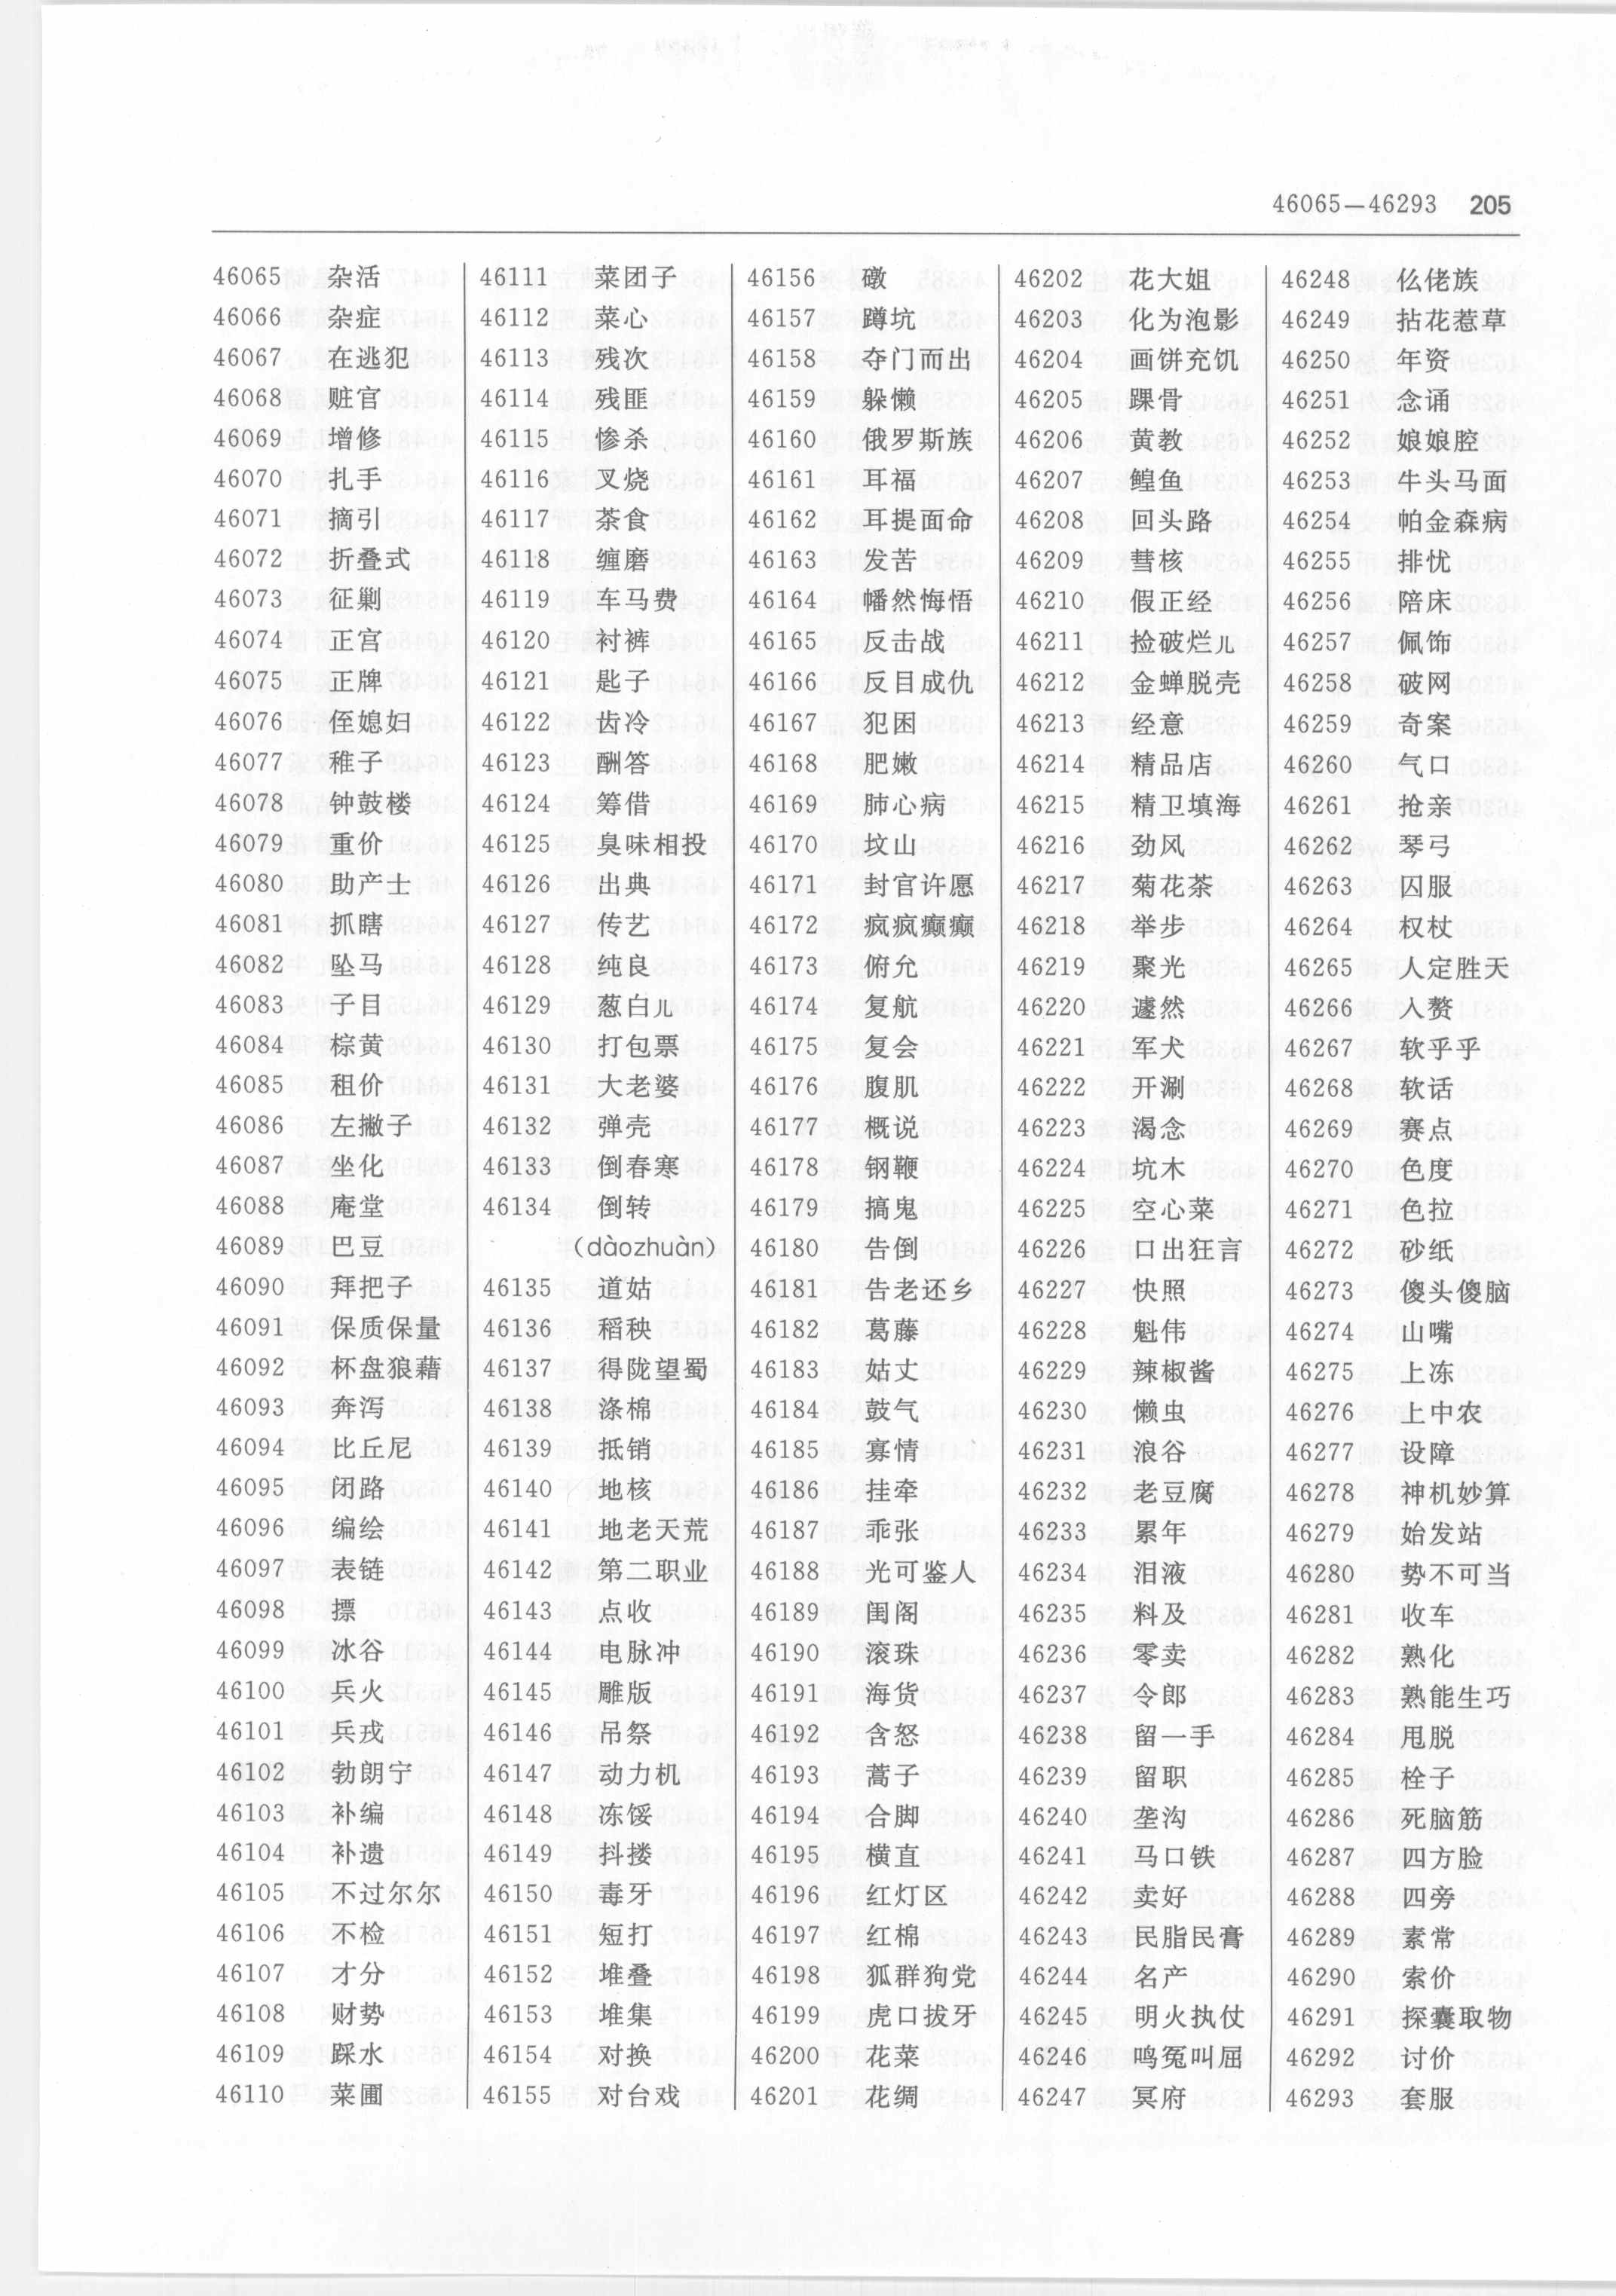 46065—46293 205
46065 杂活
46066 杂症
46067 在逃犯
46068 赃官
46069 增修
46070 扎手
46071 摘引
46072 折叠式
46073 征剿
46074 正宫
46075 正牌
46076 侄媳妇
46077 稚子
46078 钟鼓楼
46079 重价
46080 助产士
46081 抓瞎
46082 坠马
46083 子目
46084 棕黄
46085 租价
46086 左撇子
46087 坐化
46088 庵堂
46089 巴豆
46090 拜把子
46091 保质保量
46092 杯盘狼藉
46093 奔泻
46094 比丘尼
46095 闭路
46096 编绘
46097 表链
46098 摽
46099 冰谷
46100 兵火
46101 兵戎
46102 勃朗宁
46103 补编
46104 补遗
46105 不过尔尔
46106 不检
46107 才分
46108 财势
46109 踩水
46110 菜圃
46111 菜团子
46112 菜心
46113 残次
46114 残匪
46115 惨杀
46116 叉烧
46117 茶食
46118 缠磨
46119 车马费
46120 衬裤
46121 匙子
46122 齿冷
46123 酬答
46124 筹借
46125 臭味相投
46126 出典
46127 传艺
46128 纯良
46129 葱白儿
46130 打包票
46131 大老婆
46132 弹壳
46133 倒春寒
46134 倒转
(dàozhuàn)
46135 道姑
46136 稻秧
46137 得陇望蜀
46138 涤棉
46139 抵销
46140 地核
46141 地老天荒
46142 第二职业
46143 点收
46144 电脉冲
46145 雕版
46146 吊祭
46147 动力机
46148 冻馁
46149 抖搂
46150 毒牙
46151 短打
46152 堆叠
46153 堆集
46154 对换
46155 对台戏
46156 礅
46157 蹲坑
46158 夺门而出
46159 躲懒
46160 俄罗斯族
46161 耳福
46162 耳提面命
46163 发苦
46164 幡然悔悟
46165 反击战
46166 反目成仇
46167 犯困
46168 肥嫩
46169 肺心病
46170 坟山
46171 封官许愿
46172 疯疯癫癫
46173 俯允
46174 复航
46175 复会
46176 腹肌
46177 概说
46178 钢鞭
46179 搞鬼
46180 告倒
46181 告老还乡
46182 葛藤
46183 姑丈
46184 鼓气
46185 寡情
46186 挂牵
46187 乖张
46188 光可鉴人
46189 闺阁
46190 滚珠
46191 海货
46192 含怒
46193 蒿子
46194 合脚
46195 横直
46196 红灯区
46197 红棉
46198 狐群狗党
46199 虎口拔牙
46200 花菜
46201 花绸
46202 花大姐
46203 化为泡影
46204 画饼充饥
46205 踝骨
46206 黄教
46207 鳇鱼
46208 回头路
46209 彗核
46210 假正经
46211 捡破烂儿
46212 金蝉脱壳
46213 经意
46214 精品店
46215 精卫填海
46216 劲风
46217 菊花茶
46218 举步
46219 聚光
46220 遽然
46221 军犬
46222 开涮
46223 渴念
46224 坑木
46225 空心菜
46226 口出狂言
46227 快照
46228 魁伟
46229 辣椒酱
46230 懒虫
46231 浪谷
46232 老豆腐
46233 累年
46234 泪液
46235 料及
46236 零卖
46237 令郎
46238 留一手
46239 留职
46240 垄沟
46241 马口铁
46242 卖好
46243 民脂民膏
46244 名产
46245 明火执仗
46246 鸣冤叫屈
46247 冥府
46248 仫佬族
46249 拈花惹草
46250 年资
46251 念诵
46252 娘娘腔
46253 牛头马面
46254 帕金森病
46255 排忧
46256 陪床
46257 佩饰
46258 破网
46259 奇案
46260 气口
46261 抢亲
46262 琴弓
46263 囚服
46264 权杖
46265 人定胜天
46266 入赘
46267 软乎乎
46268 软话
46269 赛点
46270 色度
46271 色拉
46272 砂纸
46273 傻头傻脑
46274 山嘴
46275 上冻
46276 上中农
46277 设障
46278 神机妙算
46279 始发站
46280 势不可当
46281 收车
46282 熟化
46283 熟能生巧
46284 甩脱
46285 栓子
46286 死脑筋
46287 四方脸
46288 四旁
46289 素常
46290 索价
46291 探囊取物
46292 讨价
46293 套服